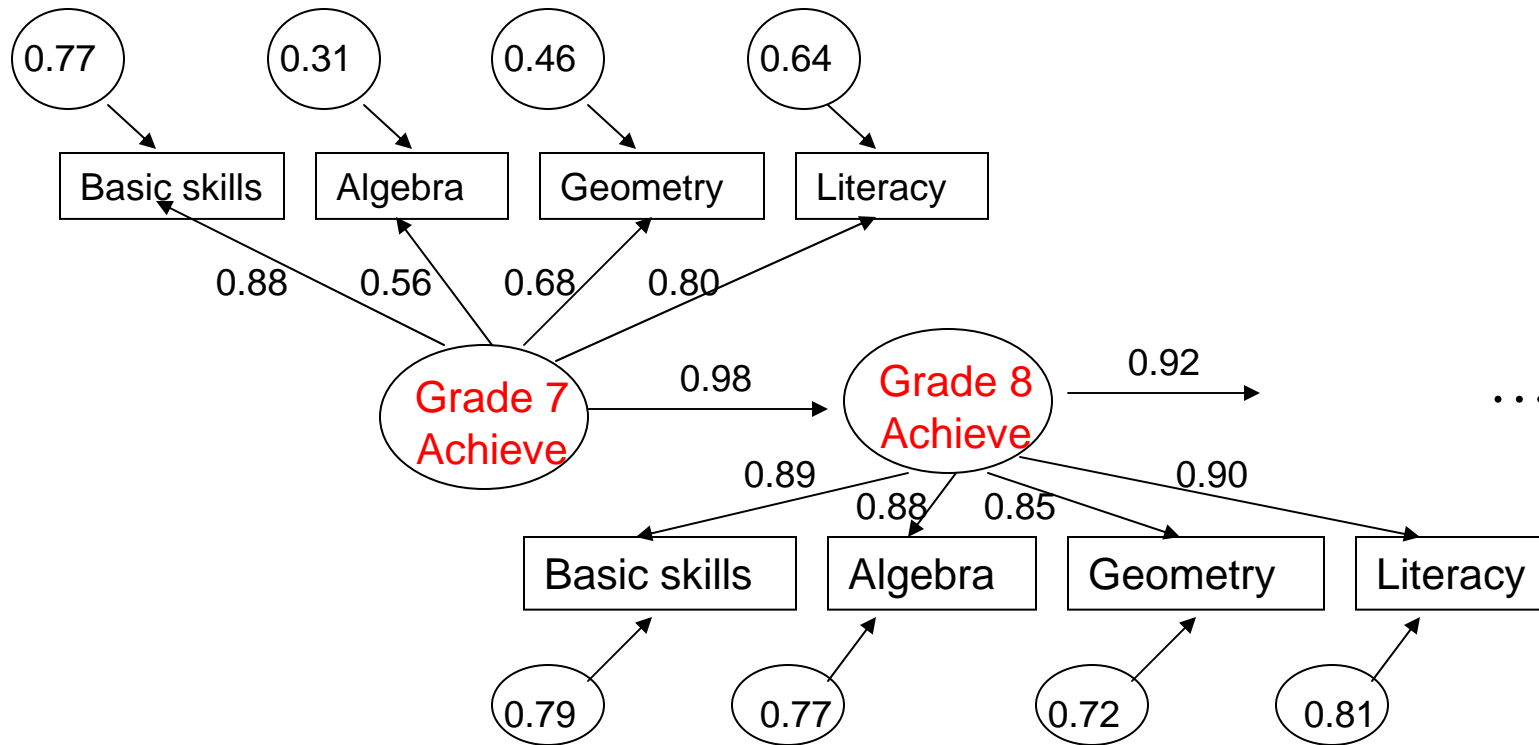 0.77 0.31 0.46 0.64
Basic skills Algebra Geometry Literacy
0.88 0.56 0.68 0.80
Grade 7
Achieve
0.98
Grade 8
Achieve
0.92
...
0.89 0.88 0.85 0.90
Basic skills Algebra Geometry Literacy
0.79 0.77 0.72 0.81